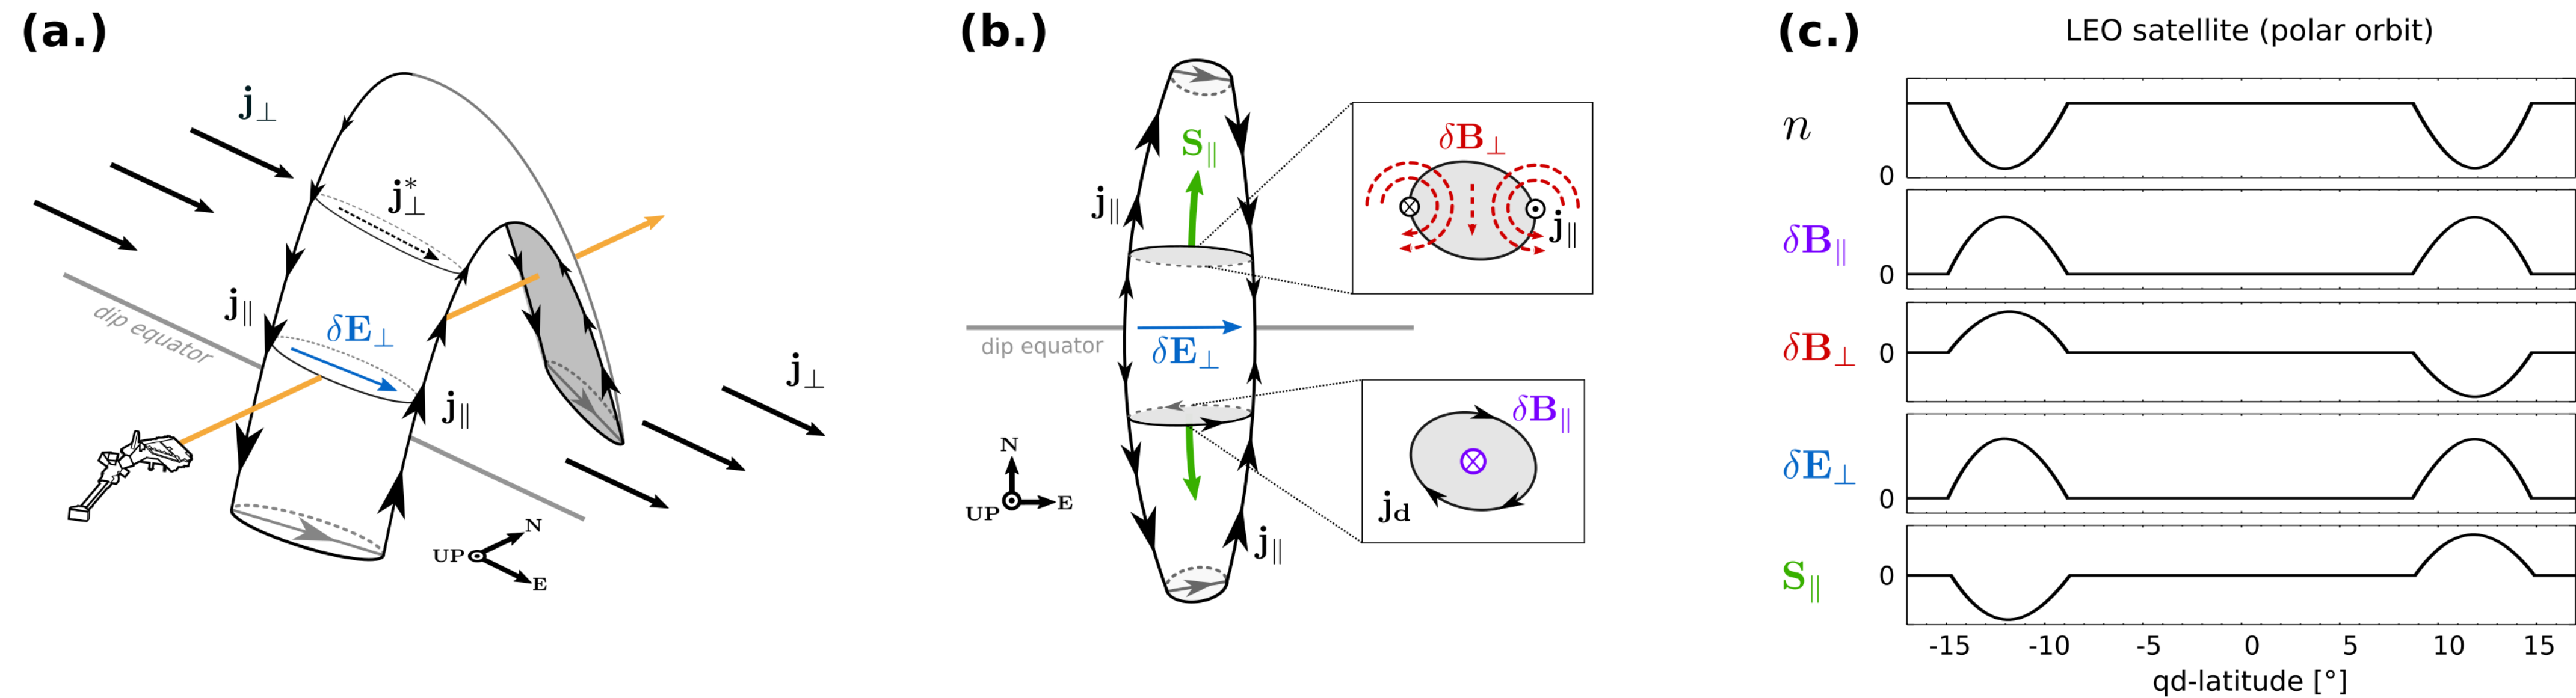 (a.)
j⊥
j*⊥
j∥
dip equator
δE⊥
j∥
j⊥
UP
N
E
(b.)
S∥
j∥
δB⊥
j∥
dip equator
δE⊥
N
UP
E
δB∥
jd
j∥
(c.)
LEO satellite (polar orbit)
n
0
δB∥
0
δB⊥
0
δE⊥
0
S∥
0
-15 -10 -5 0 5 10 15
qd-latitude [°]